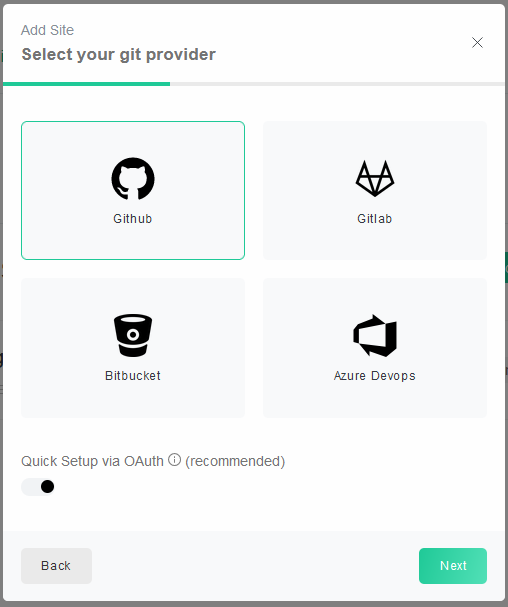 Add Site
Select your git provider
Github
Gitlab
Bitbucket
Azure Devops
Quick Setup via OAuth (recommended)
Back
Next